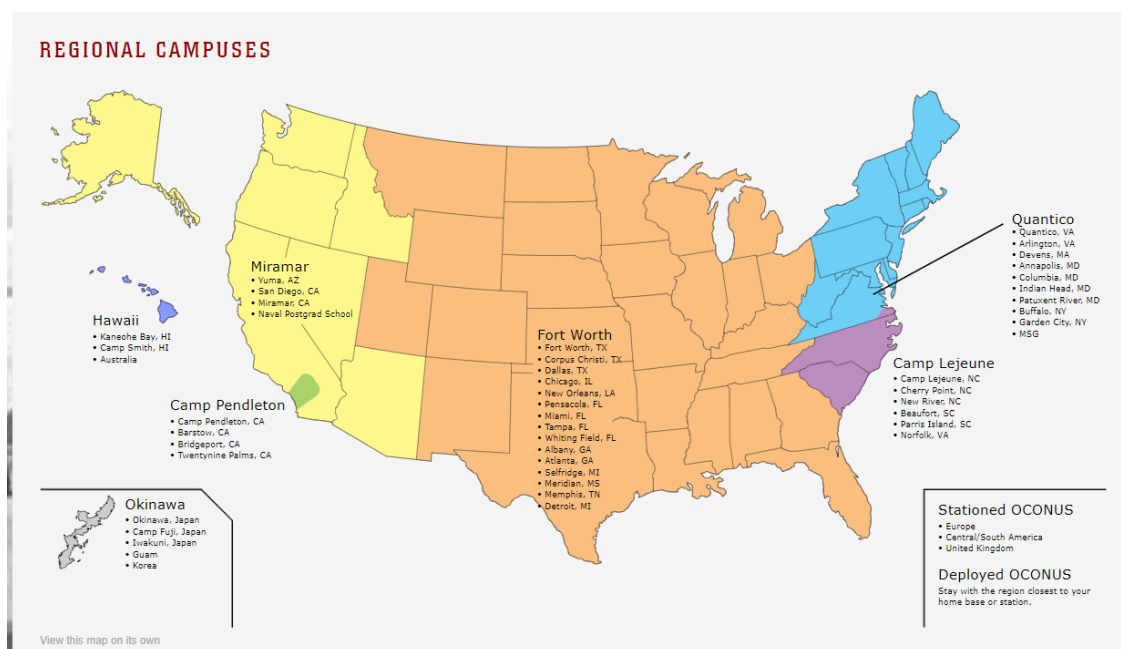 REGIONAL CAMPUSES
Miramar
• Yuma, AZ
• San Diego, CA
• Miramar, CA
• Naval Postgrad School
Hawaii
• Kaneohe Bay, HI
• Camp Smith, HI
• Australia
Camp Pendleton
• Camp Pendleton, CA
• Barstow, CA
• Bridgeport, CA
• Twentynine Palms, CA
Fort Worth
• Fort Worth, TX
• Corpus Christi, TX
• Dallas, TX
• Chicago, IL
• New Orleans, LA
• Pensacola, FL
• Miami, FL
• Tampa, FL
• Whiting Field, FL
• Albany, GA
• Atlanta, GA
• Selfridge, MI
• Meridian, MS
• Memphis, TN
• Detroit, MI
Quantico
• Quantico, VA
• Arlington, VA
• Devens, MA
• Annapolis, MD
• Columbia, MD
• Indian Head, MD
• Patuxent River, MD
• Buffalo, NY
• Garden City, NY
• MSG
Camp Lejeune
• Camp Lejeune, NC
• Cherry Point, NC
• New River, NC
• Beaufort, SC
• Parris Island, SC
• Norfolk, VA
Okinawa
• Okinawa, Japan
• Camp Fuji, Japan
• Iwakuni, Japan
• Guam
• Korea
Stationed OCONUS
• Europe
• Central/South America
• United Kingdom
Deployed OCONUS
Stay with the region closest to your
home base or station.
View this map on its own